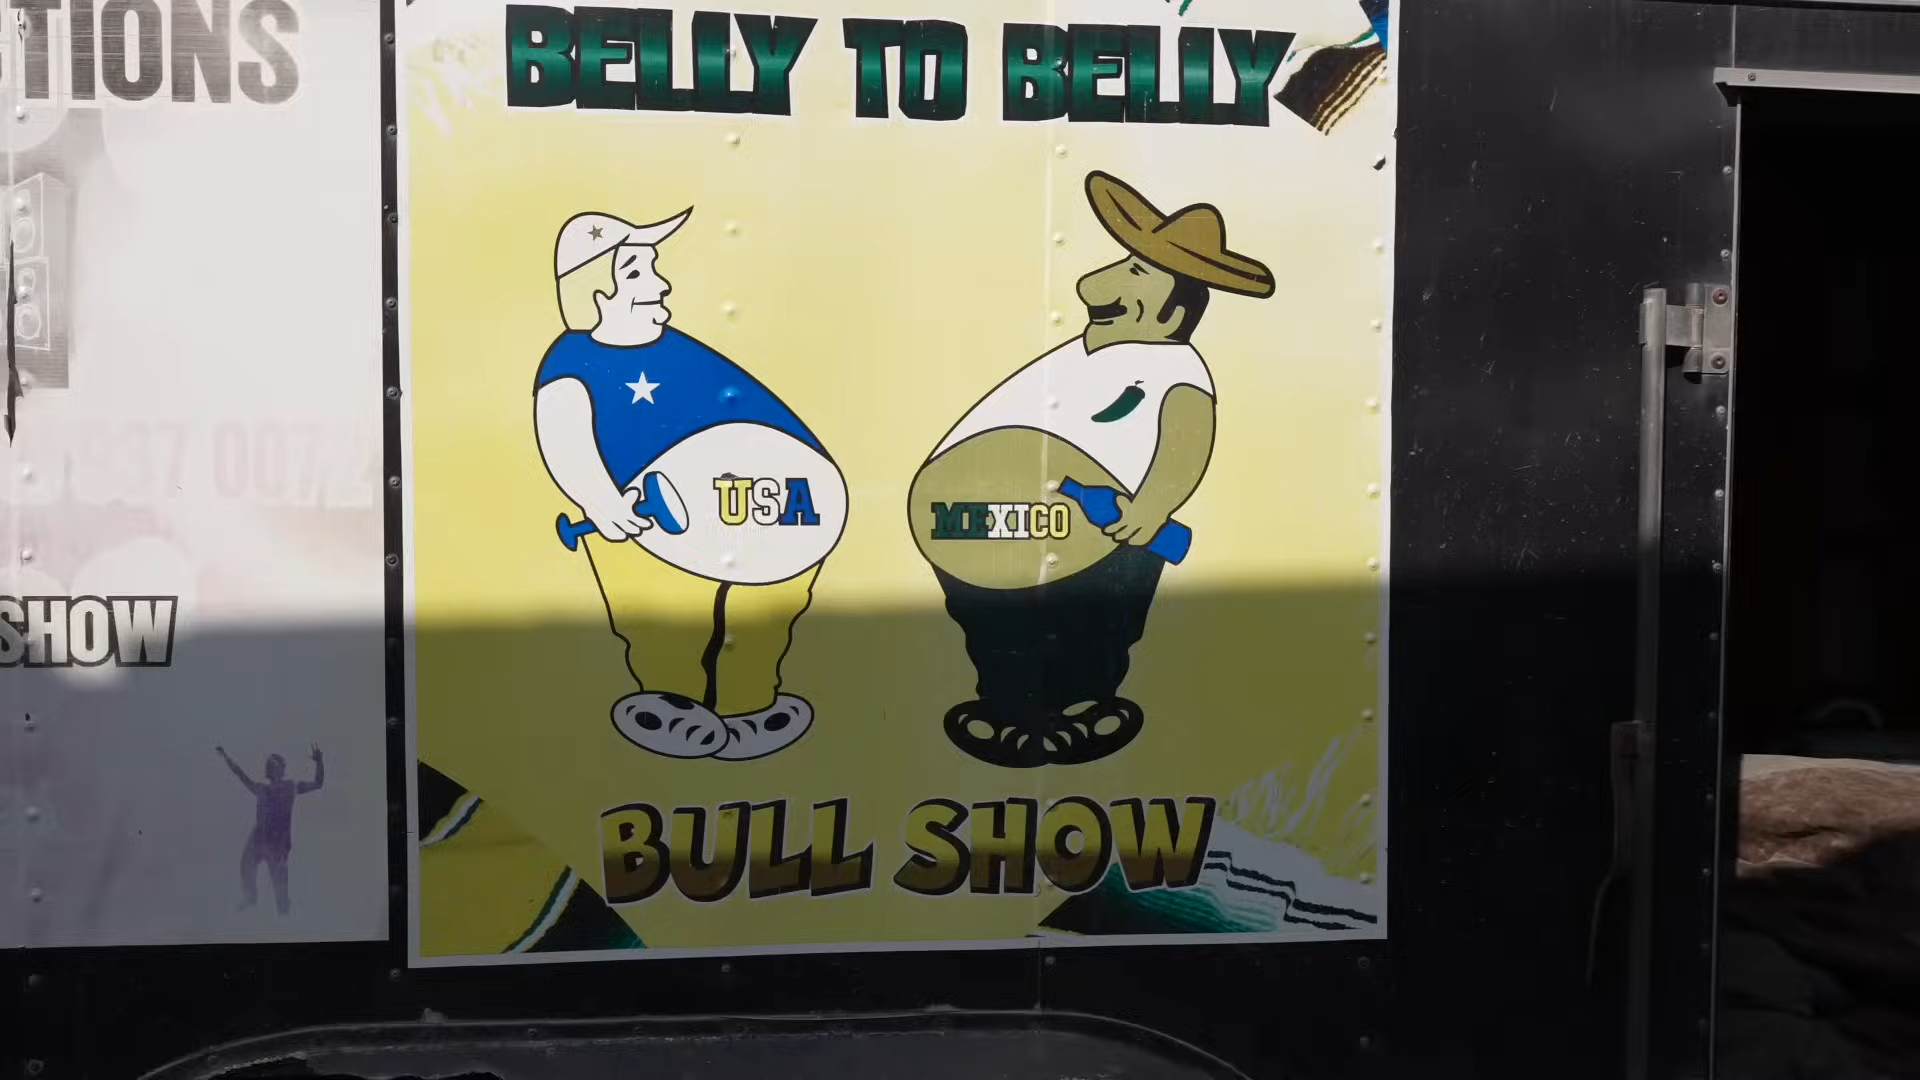 TIONS
BELLY TO BELLY
USA
MEXICO
SHOW
BULL SHOW